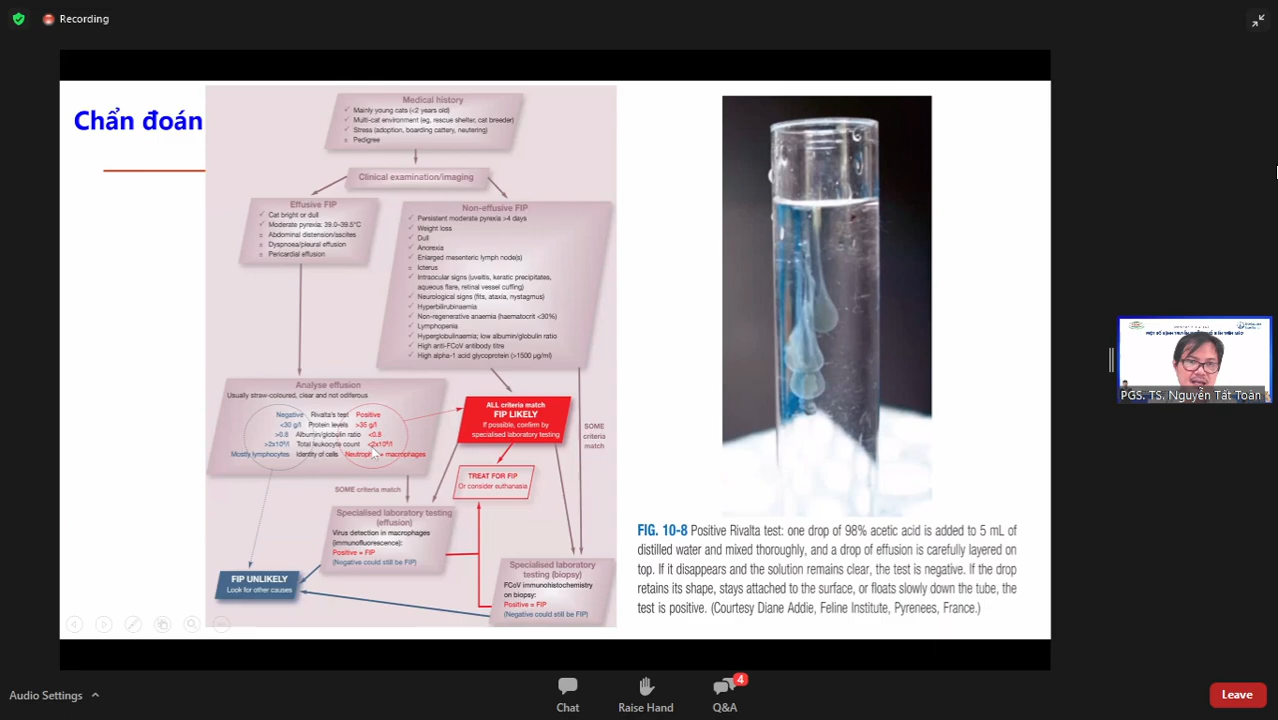 Recording
Chẩn đoán
Medical history
✓ Mainly young cats (<2 years old)
✓ Multi-cat environment (eg, rescue shelter, cat breeder)
✓ Stress (adoption, boarding cattery, neutering)
± Pedigree
Clinical examination/imaging
Effusive FIP
✓ Cat bright or dull
✓ Moderate pyrexia: 39.0–39.5°C
± Abdominal distension/ascites
± Dyspnoea/pleural effusion
± Pericardial effusion
Non-effusive FIP
✓ Persistent moderate pyrexia >4 days
✓ Weight loss
✓ Dull
✓ Anorexia
✓ Enlarged mesenteric lymph node(s)
± Icterus
✓ Intraocular signs (uveitis, keratic precipitates,
aqueous flare, retinal vessel cuffing)
✓ Neurological signs (fits, ataxia, nystagmus)
✓ Hyperbilirubinaemia
✓ Non-regenerative anaemia (haematocrit <30%)
✓ Lymphopenia
✓ Hyperglobulinaemia; low albumin/globulin ratio
✓ High anti-FCoV antibody titre
✓ High alpha-1 acid glycoprotein (>1500 µg/ml)
Analyse effusion
Usually straw-coloured, clear and not odiferous
Negative Rivalta's test Positive
<30 g/l Protein levels >35 g/l
>0.8 Albumin/globulin ratio <0.8
Total leukocyte count
Mostly lymphocytes Identity of cells macrophages
ALL criteria match
FIP LIKELY
If possible, confirm by
specialised laboratory testing
SOME
criteria
match
TREAT FOR FIP
Or consider euthanasia
SOME criteria match
Specialised laboratory testing
(effusion)
Virus detection in macrophages
(immunofluorescence):
Positive = FIP
(Negative could still be FIP)
FIP UNLIKELY
Look for other causes
Specialised laboratory
testing (biopsy)
FCoV immunohistochemistry
on biopsy:
Positive = FIP
(Negative could still be FIP)
FIG. 10-8 Positive Rivalta test: one drop of 98% acetic acid is added to 5 mL of
distilled water and mixed thoroughly, and a drop of effusion is carefully layered on
top. If it disappears and the solution remains clear, the test is negative. If the drop
retains its shape, stays attached to the surface, or floats slowly down the tube, the
test is positive. (Courtesy Diane Addie, Feline Institute, Pyrenees, France.)
PGS. TS. Nguyễn Tất Toàn
Audio Settings
Chat
Raise Hand
4
Q&A
Leave